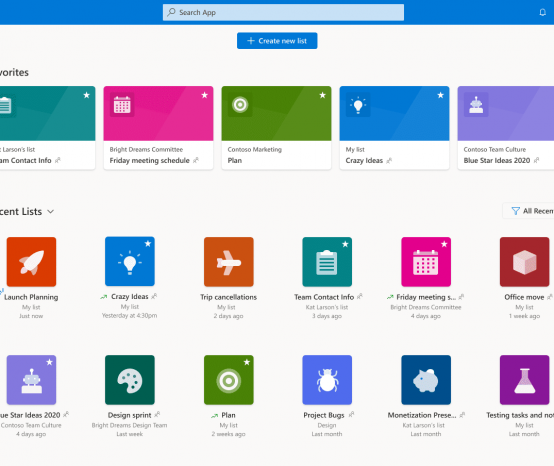 Search App
Create new list
vorites
t Larson's list
am Contact Info
Bright Dreams Committee
Friday meeting schedule
Contoso Marketing
Plan
My list
Crazy Ideas
Contoso Team Culture
Blue Star Ideas 2020
cent Lists
All Recen
Launch Planning
My list
Just now
Crazy Ideas
My list
Yesterday at 4:30pm
Trip cancellations
My list
2 days ago
Team Contact Info
Kat Larson's list
3 days ago
Friday meeting s...
Bright Dreams Committee
4 days ago
Office move
My list
1 week ago
ue Star Ideas 2020
Contoso Team Culture
4 days ago
Design sprint
Bright Dreams Design Team
Last week
Plan
My list
2 weeks ago
Project Bugs
Design
Last month
Monetization Prese...
Kat Larson's list
Last month
Testing tasks and not
My list
Last month